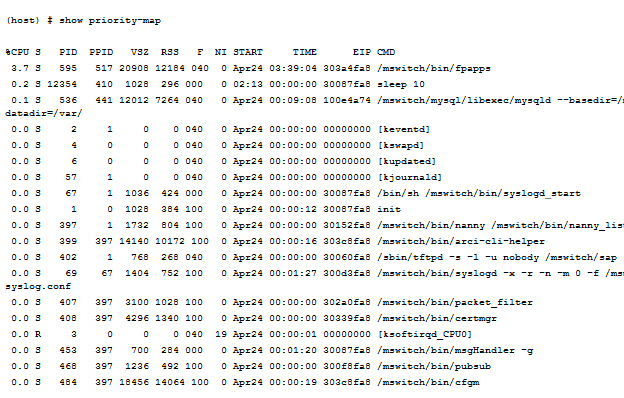 (host) # show priority-map
%CPU S PID PPID VSZ RSS F NI START TIME EIP CMD
3.7 S 595 517 20908 12184 040 0 Apr24 03:39:04 303a4fa8 /mswitch/bin/fpapps
0.2 S 12354 410 1028 296 000 0 02:13 00:00:00 30087fa8 sleep 10
0.1 S 536 441 12012 7264 040 0 Apr24 00:09:08 100e4a74 /mswitch/mysql/libexec/mysqld --basedir=/
datadir=/var/
0.0 S 2 1 0 0 040 0 Apr24 00:00:00 00000000 [keventd]
0.0 S 4 0 0 0 040 0 Apr24 00:00:00 00000000 [kswapd]
0.0 S 6 0 0 0 040 0 Apr24 00:00:00 00000000 [kupdated]
0.0 S 57 1 0 0 040 0 Apr24 00:00:00 00000000 [kjournald]
0.0 S 67 1 1036 424 000 0 Apr24 00:00:00 30087fa8 /bin/sh /mswitch/bin/syslogd_start
0.0 S 1 0 1028 384 100 0 Apr24 00:00:12 30087fa8 init
0.0 S 397 1 1732 804 100 0 Apr24 00:00:00 30152fa8 /mswitch/bin/nanny /mswitch/bin/nanny_lis
0.0 S 399 397 14140 10172 100 0 Apr24 00:00:16 303c8fa8 /mswitch/bin/arci-cli-helper
0.0 S 402 1 768 268 040 0 Apr24 00:00:00 30060fa8 /sbin/tftpd -s -l -u nobody /mswitch/sap
0.0 S 69 67 1404 752 100 0 Apr24 00:01:27 300d3fa8 /mswitch/bin/syslogd -x -r -n -m 0 -f /ms
syslog.conf
0.0 S 407 397 3100 1028 100 0 Apr24 00:00:00 302a0fa8 /mswitch/bin/packet_filter
0.0 S 408 397 4296 1340 100 0 Apr24 00:00:00 30339fa8 /mswitch/bin/certmgr
0.0 R 3 0 0 0 040 19 Apr24 00:00:01 00000000 [ksoftirqd_CPU0]
0.0 S 453 397 700 284 000 0 Apr24 00:01:20 30087fa8 /mswitch/bin/msgHandler -g
0.0 S 468 397 1236 492 100 0 Apr24 00:00:00 300f8fa8 /mswitch/bin/pubsub
0.0 S 484 397 18456 14064 100 0 Apr24 00:00:19 303c8fa8 /mswitch/bin/cfgm